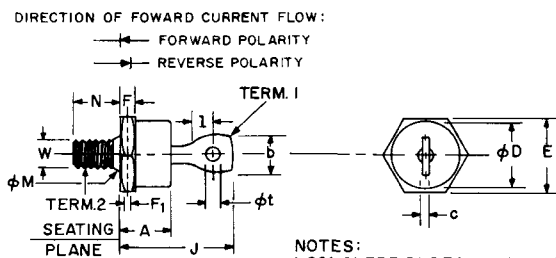 DIRECTION OF FOWARD CURRENT FLOW:
FORWARD POLARITY
REVERSE POLARITY
TERM. 1
N
F
l
W
b
φD
E
φM
φt
TERM.2
F1
c
SEATING
PLANE
A
J
NOTES: